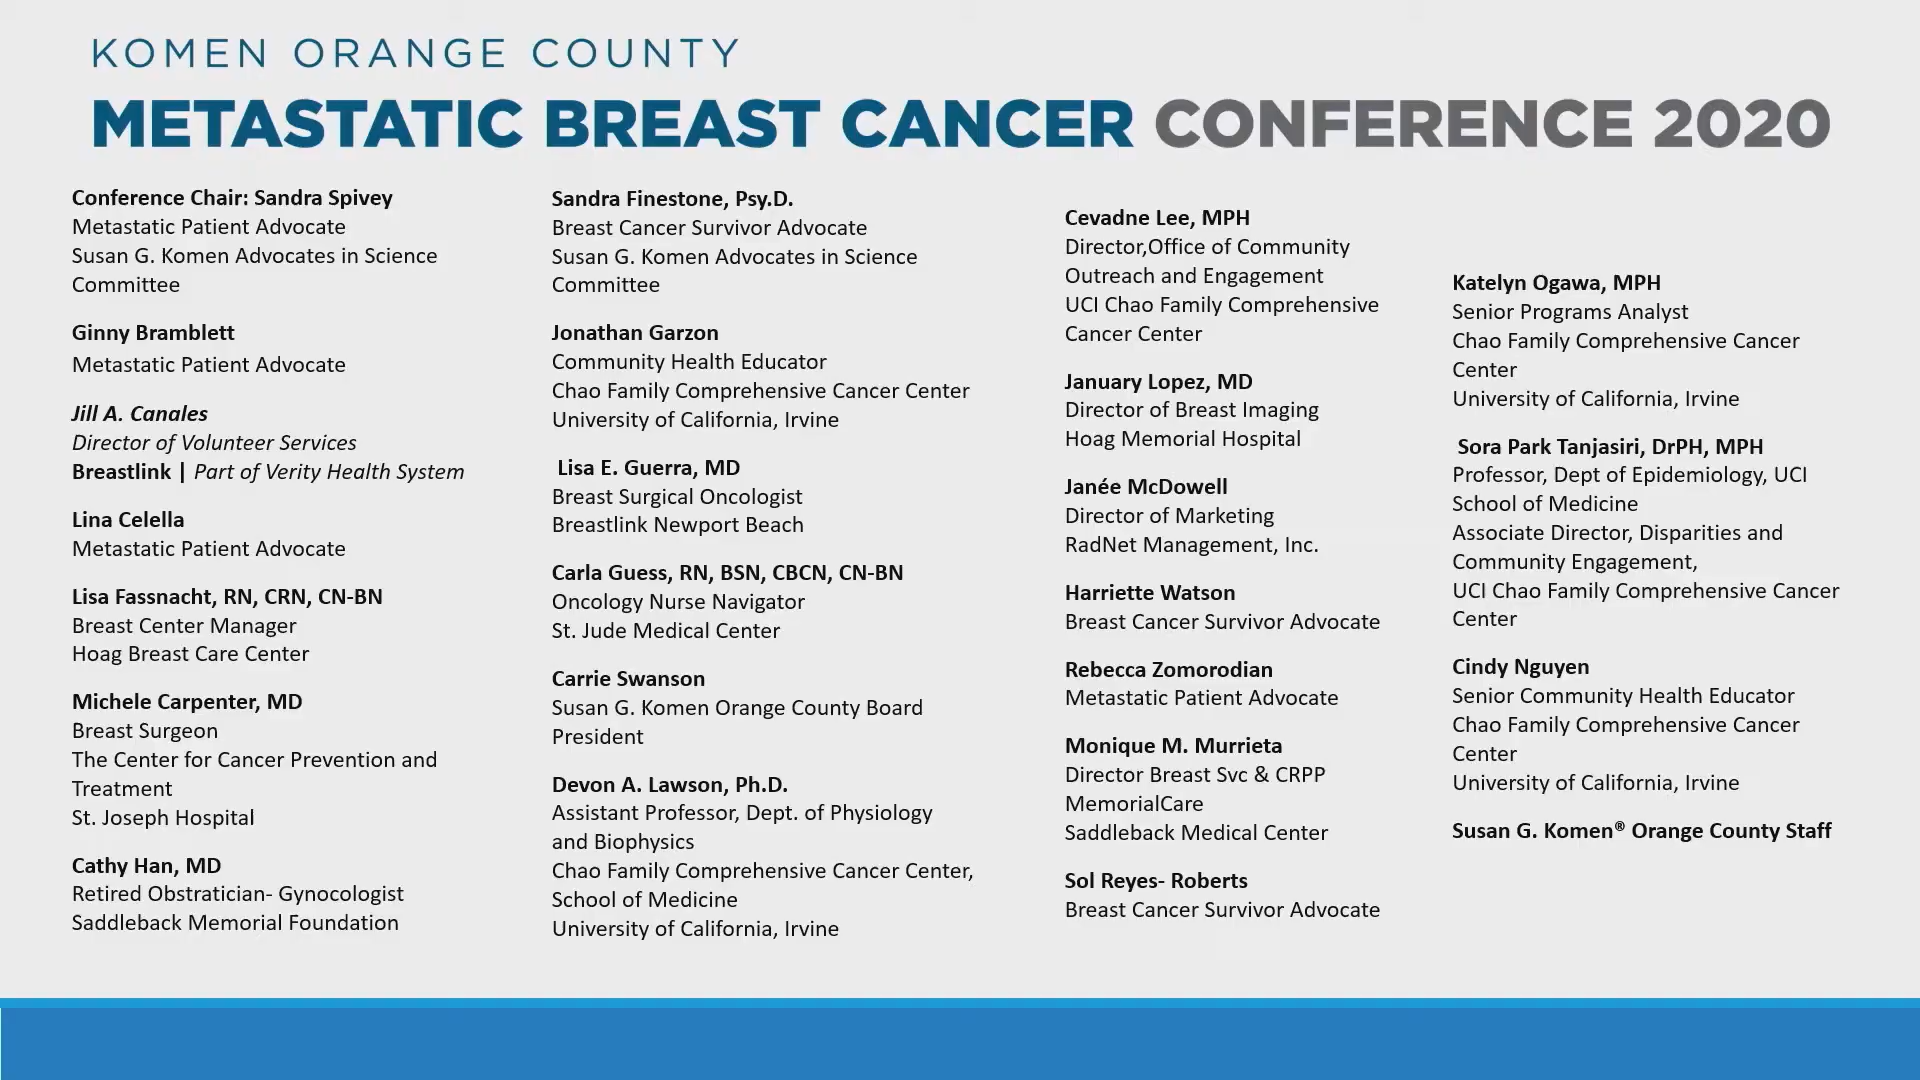 KOMEN ORANGE COUNTY
METASTATIC BREAST CANCER CONFERENCE 2020
Conference Chair: Sandra Spivey
Metastatic Patient Advocate
Susan G. Komen Advocates in Science
Committee
Ginny Bramblett
Metastatic Patient Advocate
Jill A. Canales
Director of Volunteer Services
Breastlink | Part of Verity Health System
Lina Celella
Metastatic Patient Advocate
Lisa Fassnacht, RN, CRN, CN-BN
Breast Center Manager
Hoag Breast Care Center
Michele Carpenter, MD
Breast Surgeon
The Center for Cancer Prevention and
Treatment
St. Joseph Hospital
Cathy Han, MD
Retired Obstratician- Gynocologist
Saddleback Memorial Foundation
Sandra Finestone, Psy.D.
Breast Cancer Survivor Advocate
Susan G. Komen Advocates in Science
Committee
Jonathan Garzon
Community Health Educator
Chao Family Comprehensive Cancer Center
University of California, Irvine
Lisa E. Guerra, MD
Breast Surgical Oncologist
Breastlink Newport Beach
Carla Guess, RN, BSN, CBCN, CN-BN
Oncology Nurse Navigator
St. Jude Medical Center
Carrie Swanson
Susan G. Komen Orange County Board
President
Devon A. Lawson, Ph.D.
Assistant Professor, Dept. of Physiology
and Biophysics
Chao Family Comprehensive Cancer Center,
School of Medicine
University of California, Irvine
Cevadne Lee, MPH
Director,Office of Community
Outreach and Engagement
UCI Chao Family Comprehensive
Cancer Center
January Lopez, MD
Director of Breast Imaging
Hoag Memorial Hospital
Janée McDowell
Director of Marketing
RadNet Management, Inc.
Harriette Watson
Breast Cancer Survivor Advocate
Rebecca Zomorodian
Metastatic Patient Advocate
Monique M. Murrieta
Director Breast Svc & CRPP
MemorialCare
Saddleback Medical Center
Sol Reyes- Roberts
Breast Cancer Survivor Advocate
Katelyn Ogawa, MPH
Senior Programs Analyst
Chao Family Comprehensive Cancer
Center
University of California, Irvine
Sora Park Tanjasiri, DrPH, MPH
Professor, Dept of Epidemiology, UCI
School of Medicine
Associate Director, Disparities and
Community Engagement,
UCI Chao Family Comprehensive Cancer
Center
Cindy Nguyen
Senior Community Health Educator
Chao Family Comprehensive Cancer
Center
University of California, Irvine
Susan G. Komen® Orange County Staff